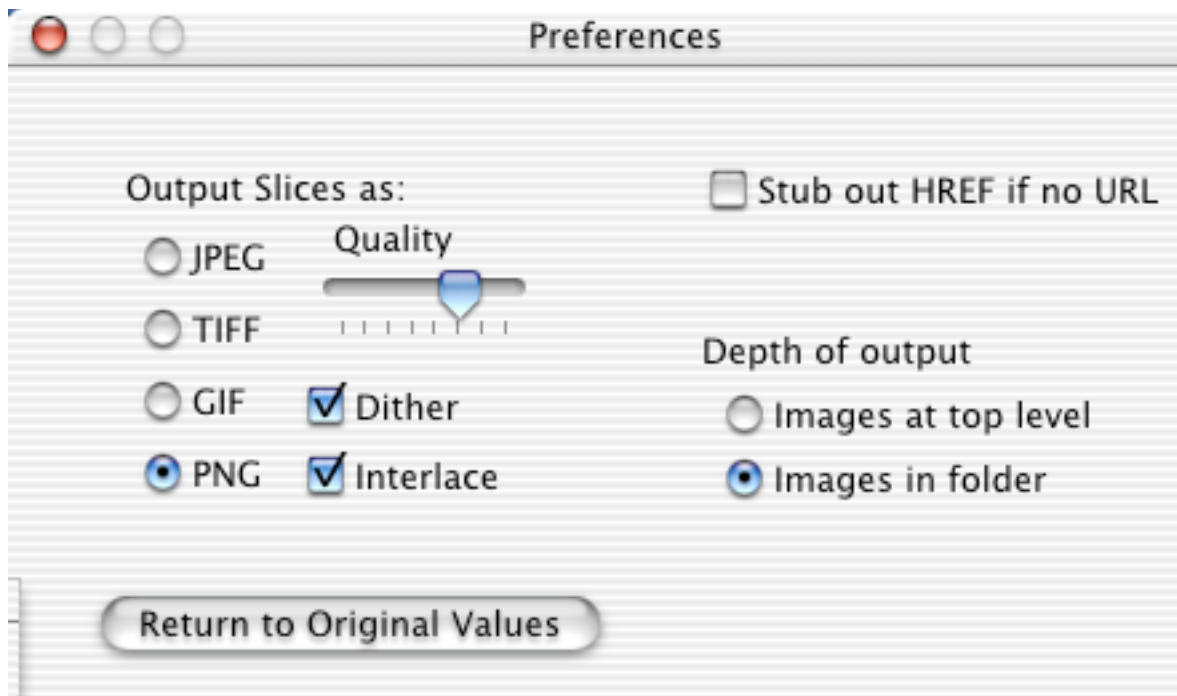 Preferences
Output Slices as:
Stub out HREF if no URL
Quality
JPEG
TIFF
Depth of output
GIF
Dither
Images at top level
PNG
Interlace
Images in folder
Return to Original Values